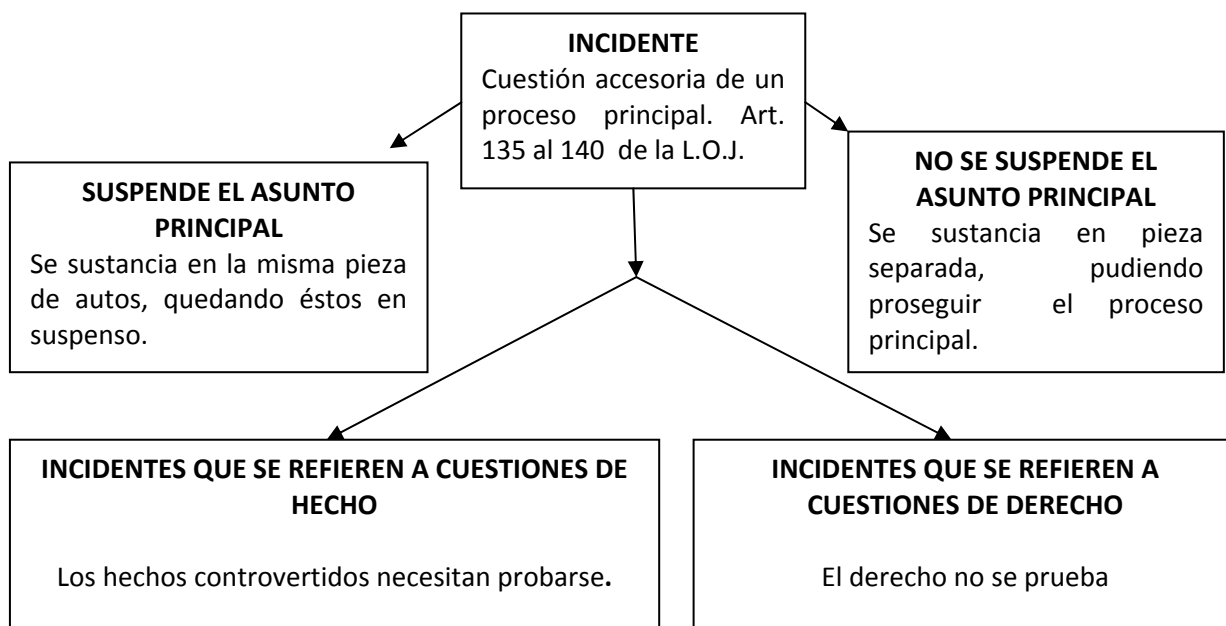 INCIDENTE
Cuestión accesoria de un
proceso principal. Art.
135 al 140 de la L.O.J.
SUSPENDE EL ASUNTO
PRINCIPAL
Se sustancia en la misma pieza
de autos, quedando éstos en
suspenso.
NO SE SUSPENDE EL
ASUNTO PRINCIPAL
Se sustancia en pieza
separada, pudiendo
proseguir el proceso
principal.
INCIDENTES QUE SE REFIEREN A CUESTIONES DE
HECHO
Los hechos controvertidos necesitan probarse.
INCIDENTES QUE SE REFIEREN A
CUESTIONES DE DERECHO
El derecho no se prueba